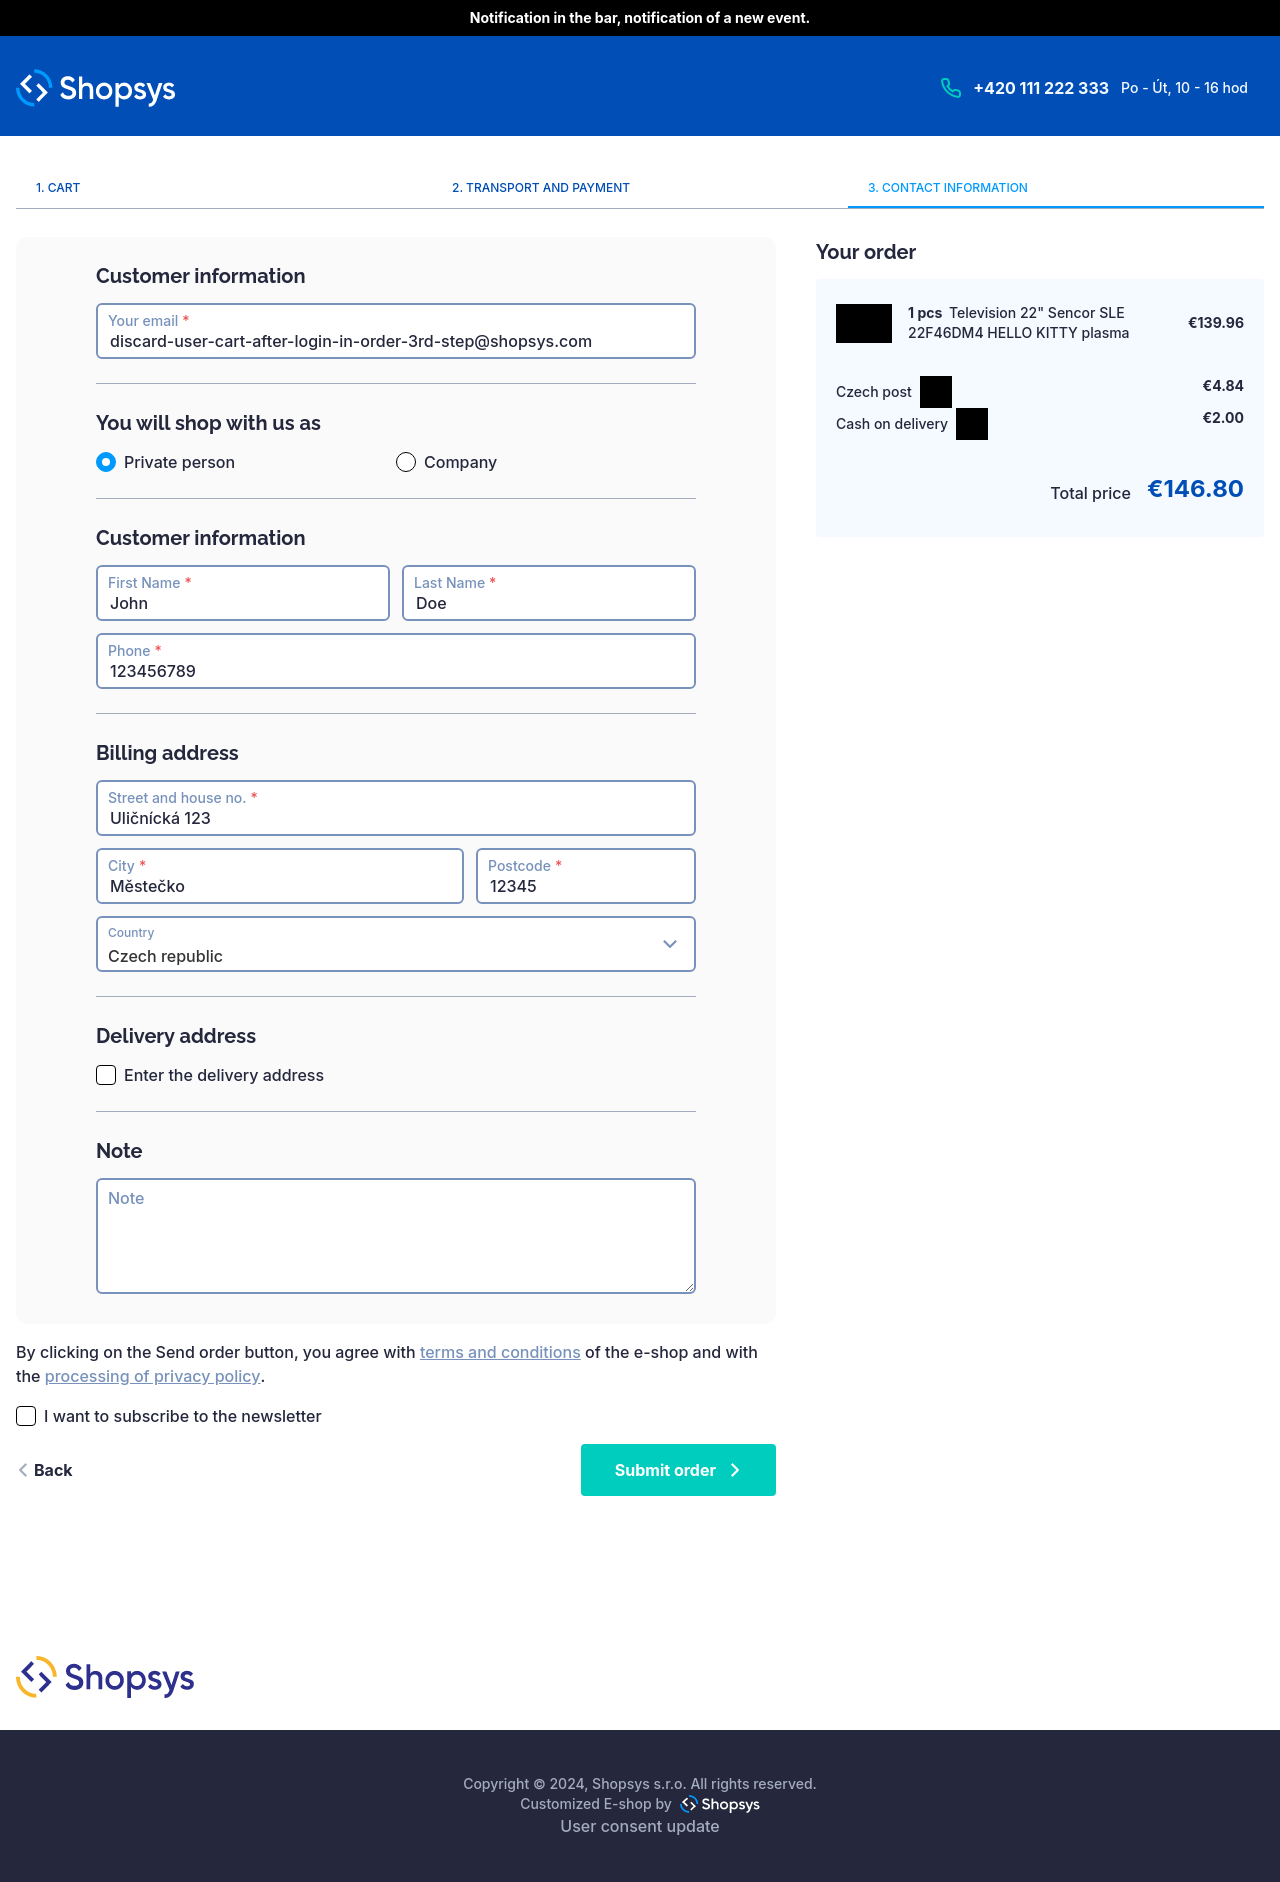 Notification in the bar, notification of a new event.
Shopsys
+420 111 222 333 Po - Út, 10 - 16 hod
1. CART
2. TRANSPORT AND PAYMENT
3. CONTACT INFORMATION
Customer information
Your email *
discard-user-cart-after-login-in-order-3rd-step@shopsys.com
You will shop with us as
Private person
Company
Customer information
First Name *
John
Last Name *
Doe
Phone *
123456789
Billing address
Street and house no. *
Uličnícká 123
City *
Městečko
Postcode *
12345
Country
Czech republic
Delivery address
Enter the delivery address
Note
Note
By clicking on the Send order button, you agree with terms and conditions of the e-shop and with
the processing of privacy policy.
I want to subscribe to the newsletter
Back
Submit order
Your order
1 pcs Television 22" Sencor SLE
22F46DM4 HELLO KITTY plasma
€139.96
Czech post
€4.84
Cash on delivery
€2.00
Total price €146.80
Shopsys
Copyright © 2024, Shopsys s.r.o. All rights reserved.
Customized E-shop by Shopsys
User consent update